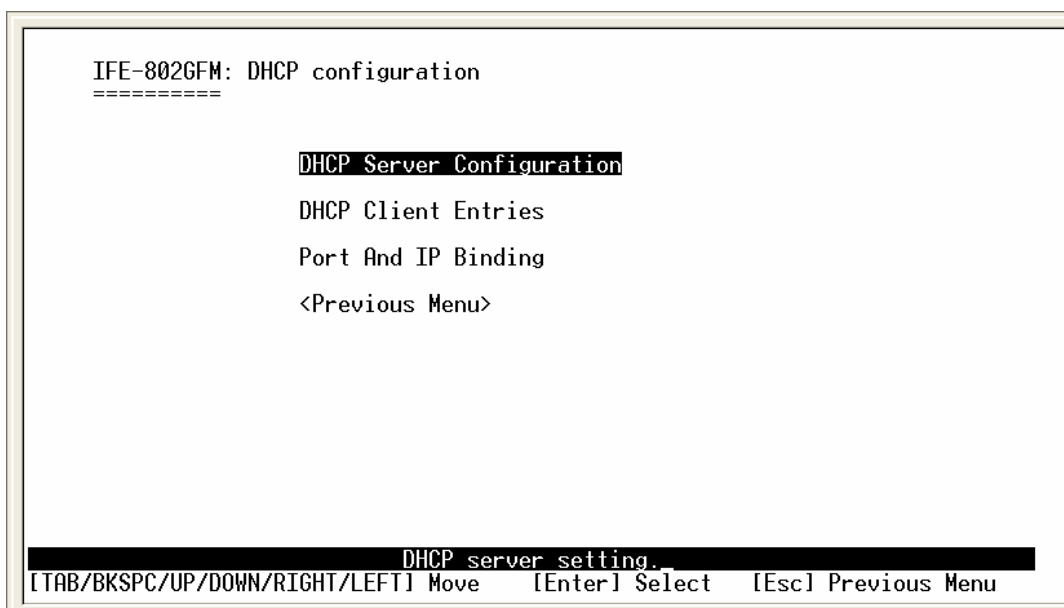 IFE-802GFM: DHCP configuration
==========
DHCP Server Configuration
DHCP Client Entries
Port And IP Binding
<Previous Menu>
DHCP server setting._
[TAB/BKSPC/UP/DOWN/RIGHT/LEFT] Move [Enter] Select [Esc] Previous Menu